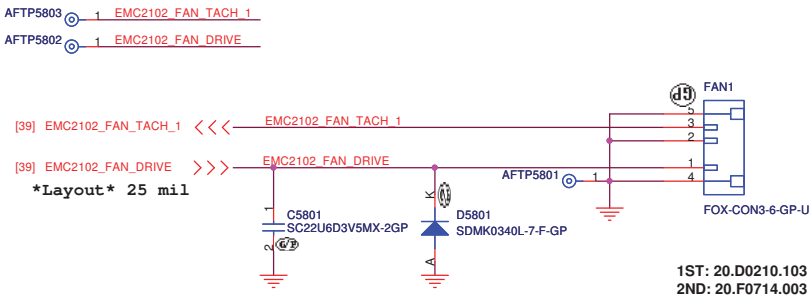 AFTP5803 1 EMC2102_FAN_TACH_1
AFTP5802 1 EMC2102_FAN_DRIVE
FAN1
GP
5
[39] EMC2102_FAN_TACH_1 EMC2102_FAN_TACH_1 3
2
[39] EMC2102_FAN_DRIVE EMC2102_FAN_DRIVE 1
AFTP5801 1 4
*Layout* 25 mil
K
FOX-CON3-6-GP-U
1
C5801
SC22U6D3V5MX-2GP
2
D5801
SDMK0340L-7-F-GP
A
1ST: 20.D0210.103
2ND: 20.F0714.003